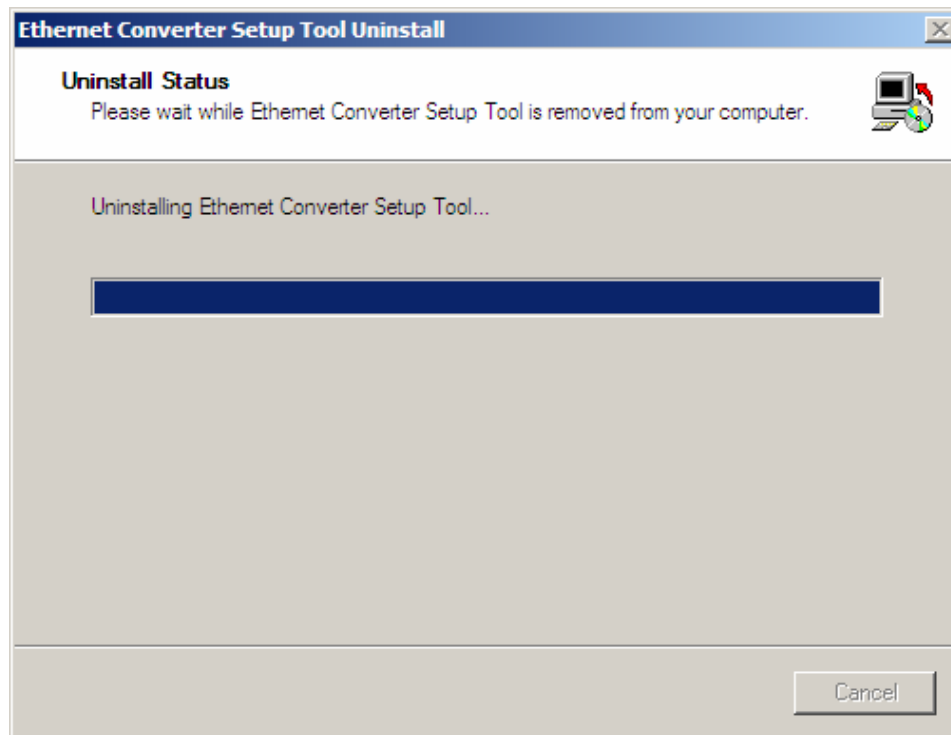 Ethernet Converter Setup Tool Uninstall
Uninstall Status
Please wait while Ethernet Converter Setup Tool is removed from your computer.
Uninstalling Ethernet Converter Setup Tool...
Cancel